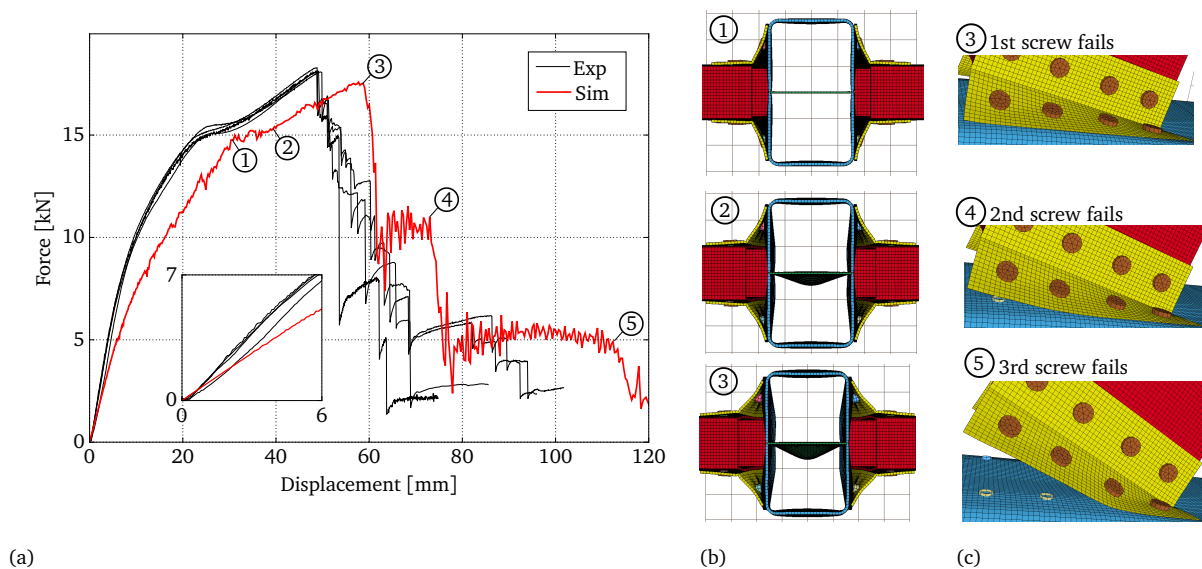 Force [kN]
15
10
5
0
0
20
40
60
80
100
120
Displacement [mm]
7
0
0
6
Exp
Sim
1
2
3
4
5
(a)
1
2
3
(b)
3 1st screw fails
4 2nd screw fails
5 3rd screw fails
(c)